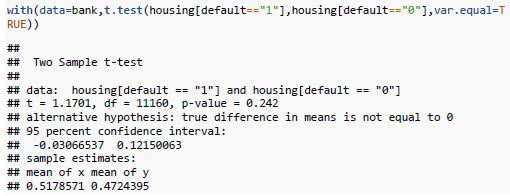 with(data=bank,t.test(housing[default=="1"],housing[default=="0"],var.equal=T
RUE))
##
##  Two Sample t-test
##
## data:  housing[default == "1"] and housing[default == "0"]
## t = 1.1701, df = 11160, p-value = 0.242
## alternative hypothesis: true difference in means is not equal to 0
## 95 percent confidence interval:
##  -0.03066537  0.12150063
## sample estimates:
## mean of x mean of y
## 0.5178571 0.4724395